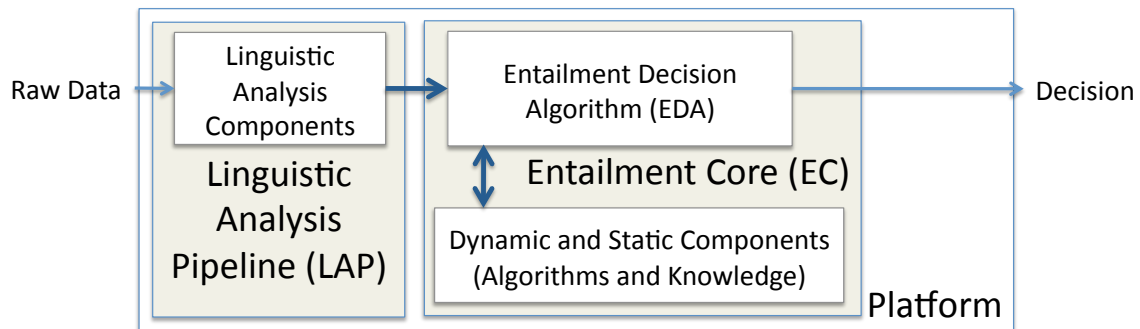 Raw Data
Linguistic
Analysis
Components
Linguistic
Analysis
Pipeline (LAP)
Entailment Decision
Algorithm (EDA)
Entailment Core (EC)
Dynamic and Static Components
(Algorithms and Knowledge)
Platform
Decision